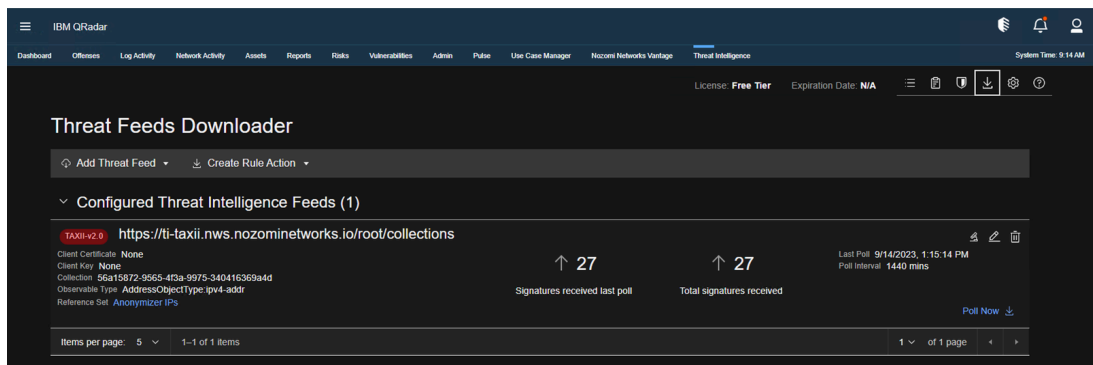 IBM QRadar
Dashboard Offenses Log Activity Network Activity Assets Reports Risks Vulnerabilities Admin Pulse Use Case Manager Nozomi Networks Vantage Threat Intelligence System Time: 9:14 AM
License: Free Tier Expiration Date: N/A
Threat Feeds Downloader
Add Threat Feed Create Rule Action
Configured Threat Intelligence Feeds (1)
TAXII-v2.0 https://ti-taxii.nws.nozominetworks.io/root/collections
Client Certificate None
Client Key None
Collection 56a15872-9565-4f3a-9975-340416369a4d
Observable Type AddressObjectType:ipv4-addr
Reference Set Anonymizer IPs
27
Signatures received last poll
27
Total signatures received
Last Poll 9/14/2023, 1:15:14 PM
Poll Interval 1440 mins
Poll Now
Items per page: 5 1–1 of 1 items 1 of 1 page